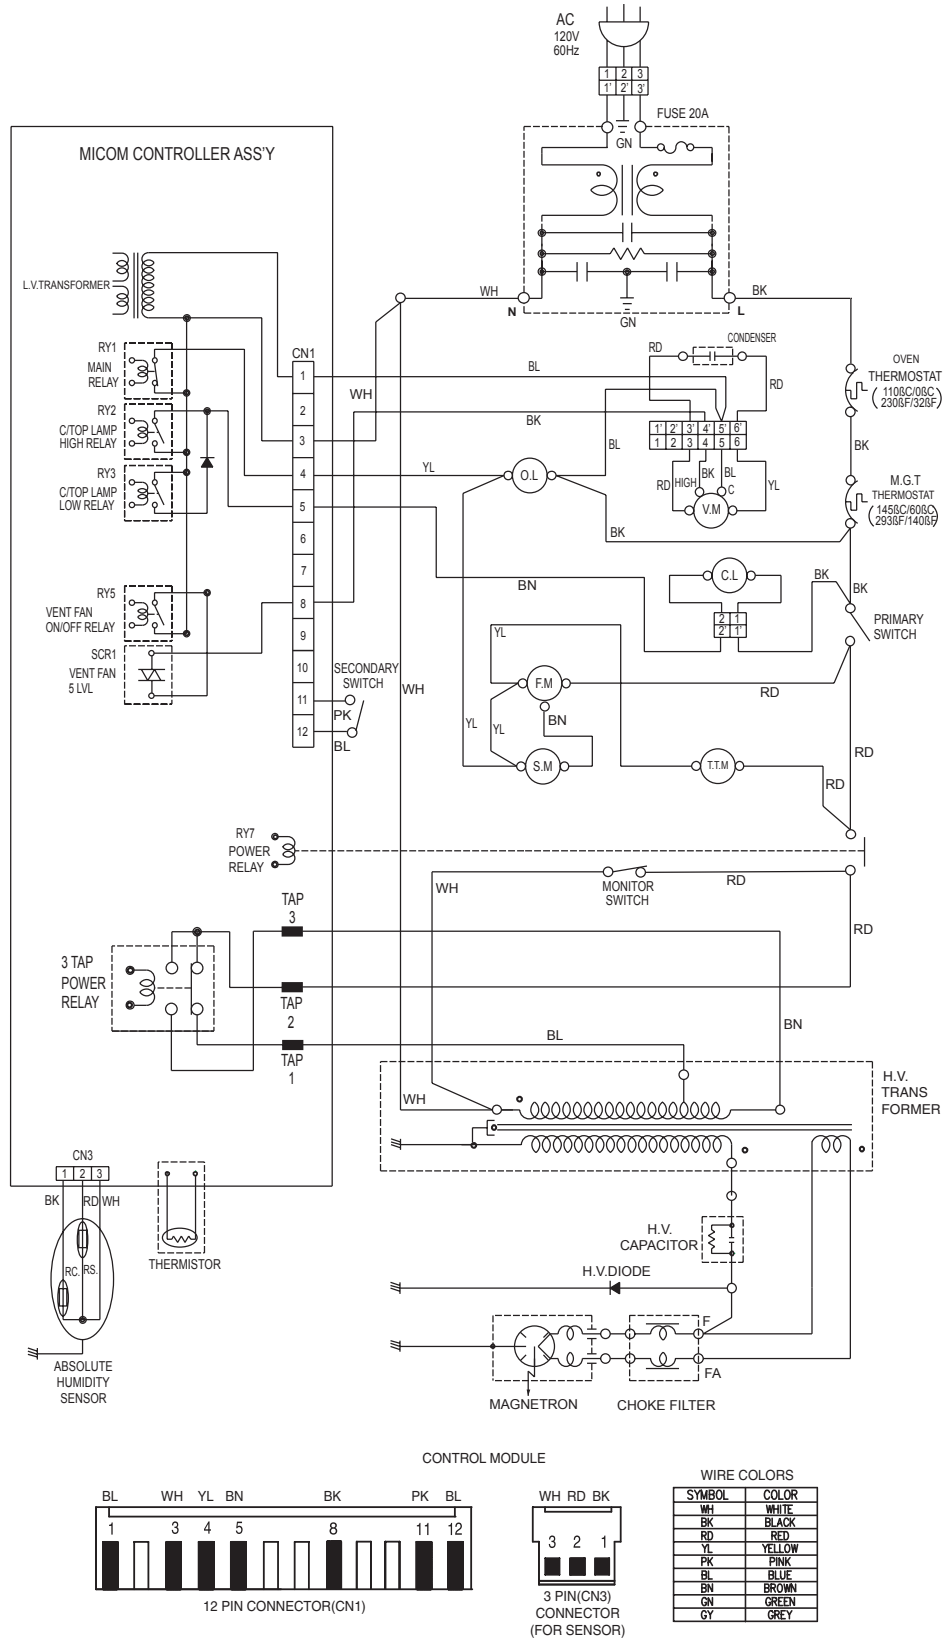 AC
120V
60Hz
1 2 3
1' 2' 3'
FUSE 20A
GN
MICOM CONTROLLER ASS'Y
L.V.TRANSFORMER
WH
N
L
BK
GN
RY1
MAIN
RELAY
RY2
C/TOP LAMP
HIGH RELAY
RY3
C/TOP LAMP
LOW RELAY
RY5
VENT FAN
ON/OFF RELAY
SCR1
VENT FAN
5 LVL
CN1
1
2
3
4
5
6
7
8
9
10
11
12
WH
BL
BK
YL
BL
RD
CONDENSER
RD
1' 2' 3' 4' 5' 6'
1 2 3 4 5 6
RD
HIGH
BK
BL
C
YL
V.M
O.L
BK
OVEN
THERMOSTAT
( 110ßC/0ßC )
230ßF/32ßF
BK
M.G.T
THERMOSTAT
( 145ßC/60ßC )
293ßF/140ßF
BN
C.L
2 1
2' 1'
BK
BK
PRIMARY
SWITCH
SECONDARY
SWITCH
PK
BL
WH
YL
F.M
BN
YL
YL
S.M
RD
T.T.M
RD
RD
RY7
POWER
RELAY
WH
MONITOR
SWITCH
RD
RD
TAP
3
3 TAP
POWER
RELAY
TAP
2
TAP
1
BL
BN
WH
H.V.
TRANS
FORMER
CN3
1 2 3
BK
RD
WH
RC.
RS.
ABSOLUTE
HUMIDITY
SENSOR
THERMISTOR
H.V.
CAPACITOR
H.V.DIODE
F
FA
MAGNETRON
CHOKE FILTER
CONTROL MODULE
BL WH YL BN BK PK BL
1 3 4 5 8 11 12
12 PIN CONNECTOR(CN1)
WH RD BK
3 2 1
3 PIN(CN3)
CONNECTOR
(FOR SENSOR)
WIRE COLORS
SYMBOL COLOR
WH WHITE
BK BLACK
RD RED
YL YELLOW
PK PINK
BL BLUE
BN BROWN
GN GREEN
GY GREY